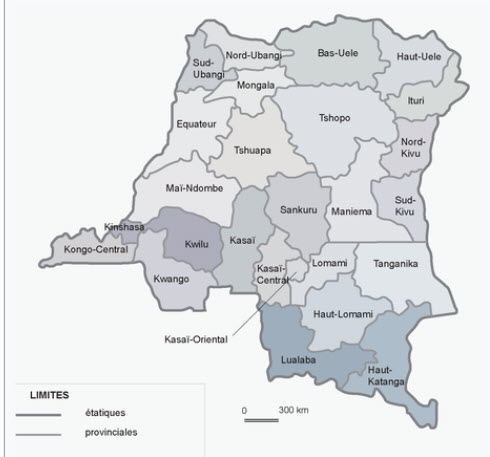 Nord-Ubangi
Bas-Uele
Haut-Uele
Sud-
Ubangi
Mongala
Ituri
Equateur
Tshopo
Tshuapa
Nord-
Kivu
Maï-Ndombe
Sankuru
Maniema
Sud-
Kivu
Kinshasa
Kongo-Central
Kwilu
Kasaï
Kwango
Kasaï-
Central
Lomami
Tanganika
Haut-Lomami
Kasaï-Oriental
Lualaba
Haut-
Katanga
LIMITES
étatiques
provinciales
0 300 km